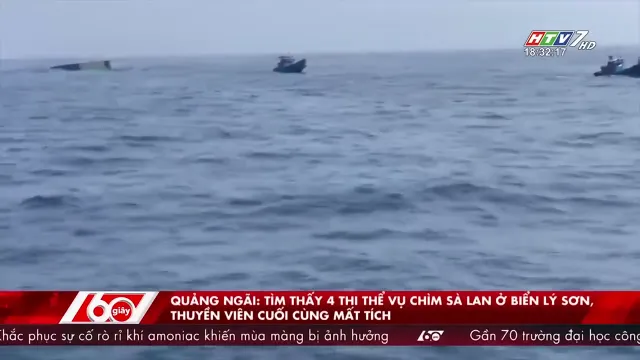 HTV7 HD
18:32:17
60 giây
QUẢNG NGÃI: TÌM THẤY 4 THI THỂ VỤ CHÌM SÀ LAN Ở BIỂN LÝ SƠN,
THUYỀN VIÊN CUỐI CÙNG MẤT TÍCH
Khắc phục sự cố rò rỉ khí amoniac khiến mùa màng bị ảnh hưởng 60 Gần 70 trường đại học công